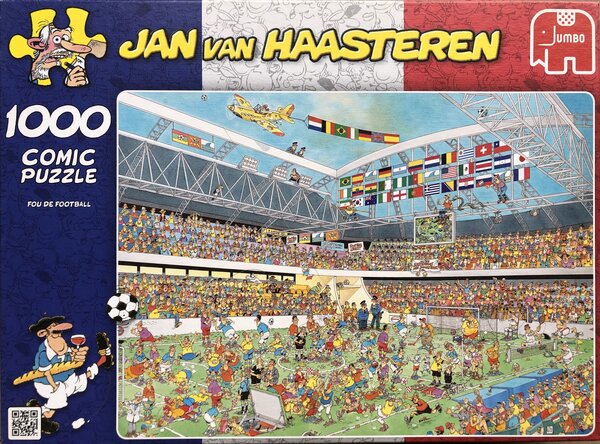 JAN VAN HAASTEREN
Jumbo
1000
COMIC
PUZZLE
FOU DE FOOTBALL